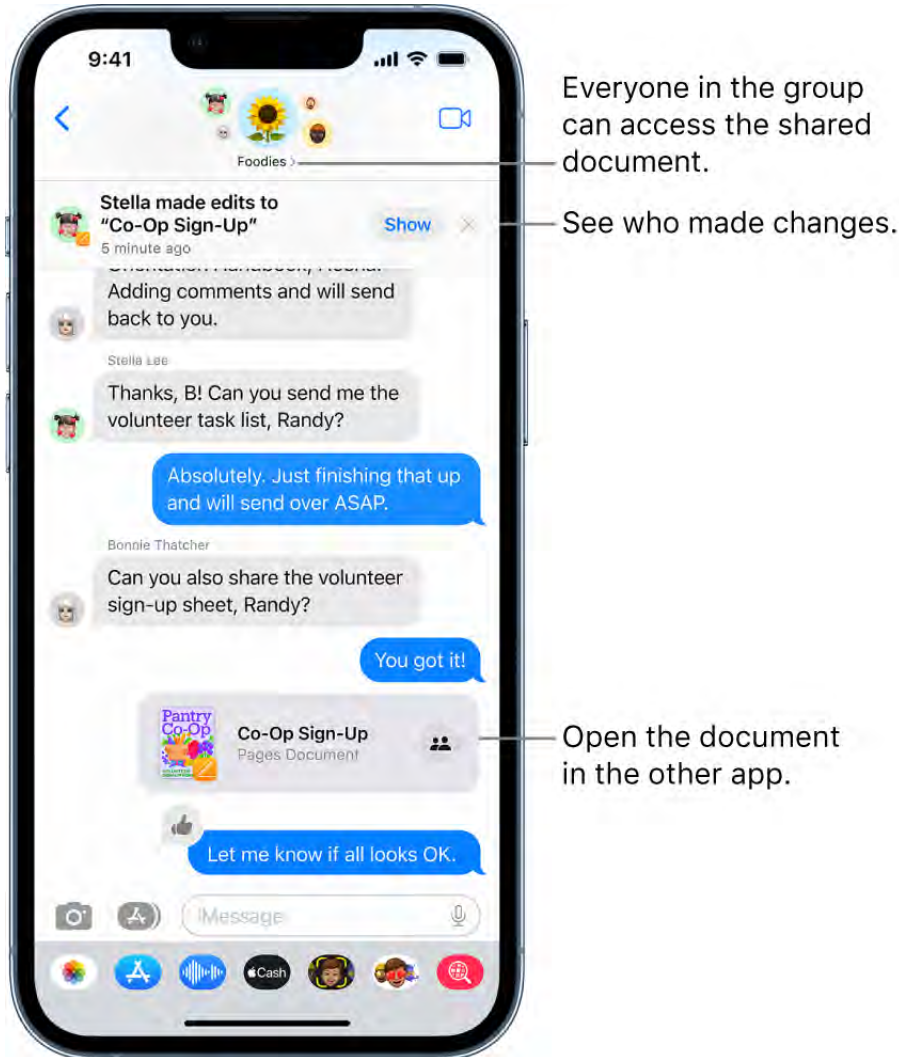 9:41
Foodies >
Stella made edits to
“Co-Op Sign-Up”
5 minute ago
Show
Adding comments and will send
back to you.
Stella Lee
Thanks, B! Can you send me the
volunteer task list, Randy?
Absolutely. Just finishing that up
and will send over ASAP.
Bonnie Thatcher
Can you also share the volunteer
sign-up sheet, Randy?
You got it!
Pantry
Co-Op
Co-Op Sign-Up
Pages Document
Let me know if all looks OK.
iMessage
Cash
Everyone in the group
can access the shared
document.
See who made changes.
Open the document
in the other app.